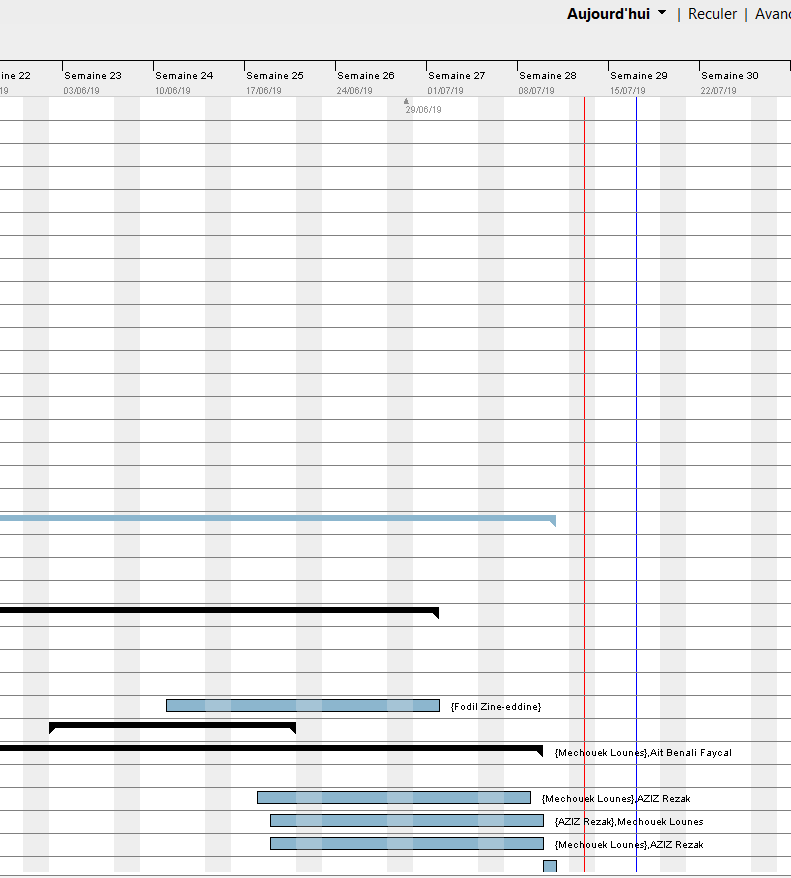 Aujourd'hui | Reculer | Avanc
ine 22 Semaine 23 Semaine 24 Semaine 25 Semaine 26 Semaine 27 Semaine 28 Semaine 29 Semaine 30
19 03/06/19 10/06/19 17/06/19 24/06/19 01/07/19 08/07/19 15/07/19 22/07/19
29/06/19
{Fodil Zine-eddine}
{Mechouek Lounes},Ait Benali Faycal
{Mechouek Lounes},AZIZ Rezak
{AZIZ Rezak},Mechouek Lounes
{Mechouek Lounes},AZIZ Rezak